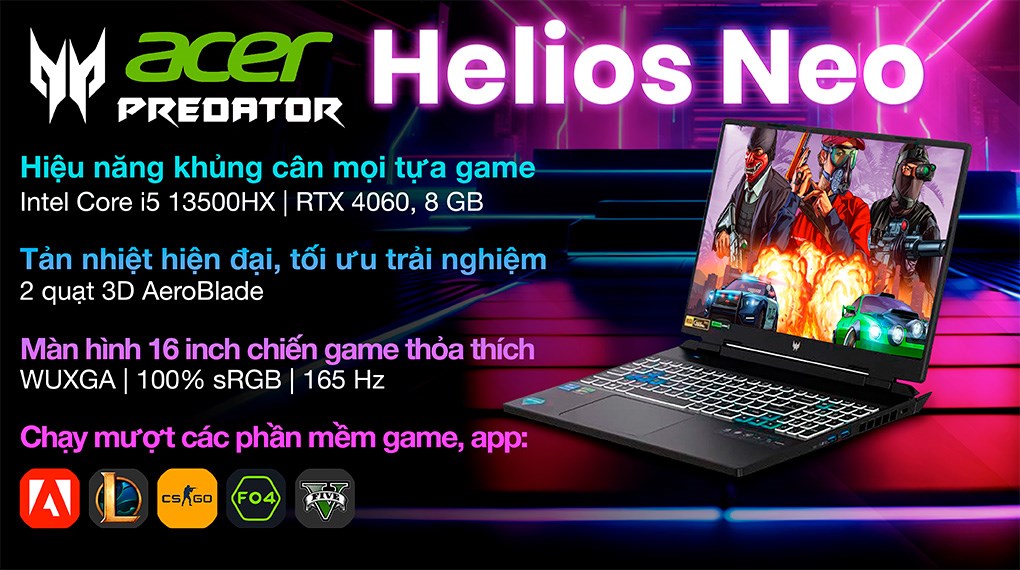 acer
PREDATOR
Helios Neo
Hiệu năng khủng cân mọi tựa game
Intel Core i5 13500HX | RTX 4060, 8 GB
Tản nhiệt hiện đại, tối ưu trải nghiệm
2 quạt 3D AeroBlade
Màn hình 16 inch chiến game thỏa thích
WUXGA | 100% sRGB | 165 Hz
Chạy mượt các phần mềm game, app:
L
CS GO
FO4
V
FIVE